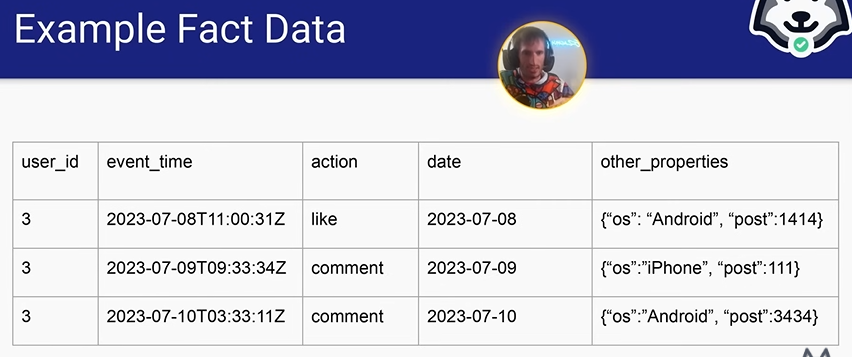 Example Fact Data
user_id event_time action date other_properties
3 2023-07-08T11:00:31Z like 2023-07-08 {“os”: “Android”, “post”:1414}
3 2023-07-09T09:33:34Z comment 2023-07-09 {“os”:”iPhone”, “post”:111}
3 2023-07-10T03:33:11Z comment 2023-07-10 {“os”:”Android”, “post”:3434}